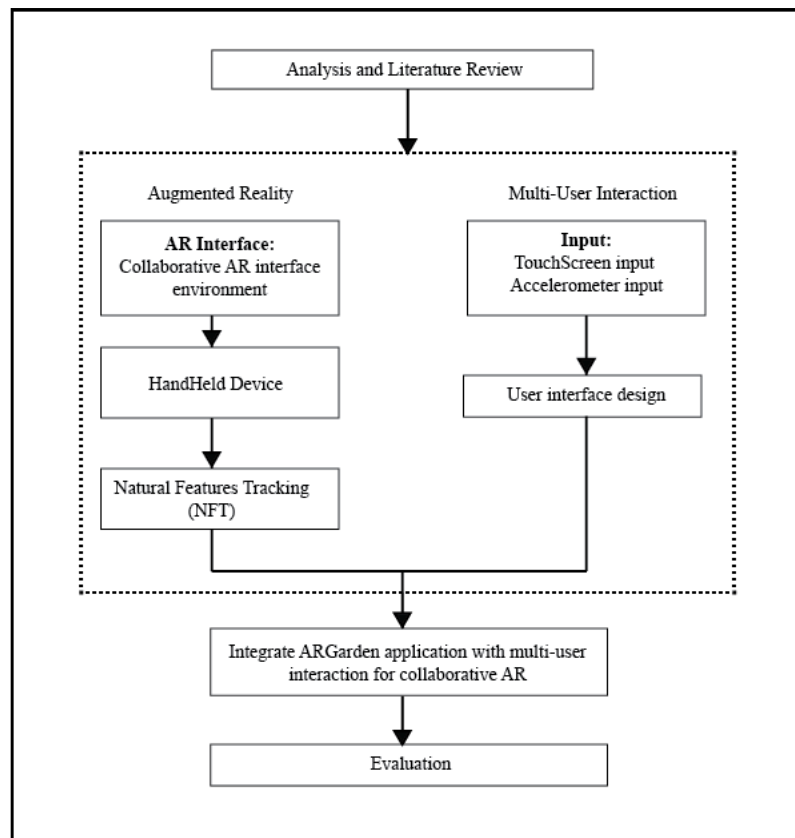 Analysis and Literature Review
Augmented Reality
AR Interface:
Collaborative AR interface
environment
HandHeld Device
Natural Features Tracking
(NFT)
Multi-User Interaction
Input:
TouchScreen input
Accelerometer input
User interface design
Integrate ARGarden application with multi-user
interaction for collaborative AR
Evaluation